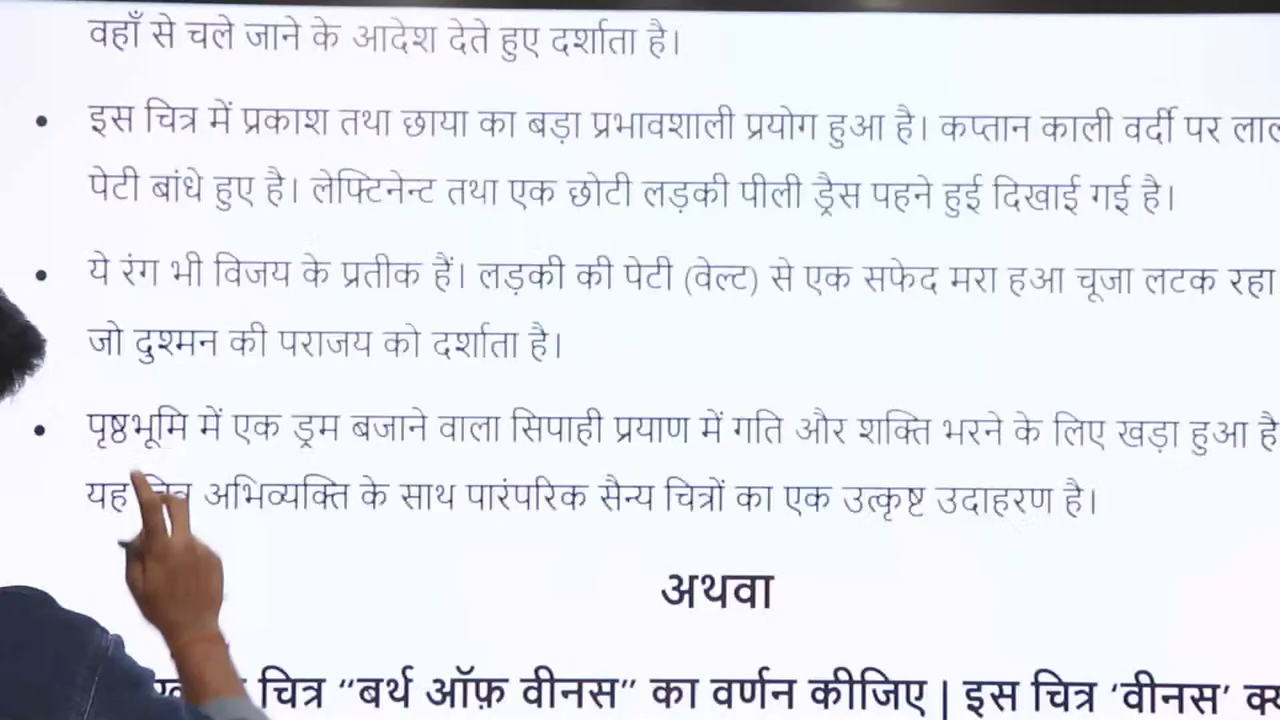 वहाँ से चले जाने के आदेश देते हुए दर्शाता है।
• इस चित्र में प्रकाश तथा छाया का बड़ा प्रभावशाली प्रयोग हुआ है। कप्तान काली वर्दी पर
पेटी बांधे हुए है। लेफ्टिनेन्ट तथा एक छोटी लड़की पीली ड्रैस पहने हुई दिखाई गई है।
• ये रंग भी विजय के प्रतीक हैं। लड़की की पेटी (वेल्ट) से एक सफेद मरा हआ चूजा लटक रहा
जो दुश्मन की पराजय को दर्शाता है।
• पृष्ठभूमि में एक ड्रम बजाने वाला सिपाही प्रयाण में गति और शक्ति भरने के लिए खड़ा हुआ है
यह अभिव्यक्ति के साथ पारंपरिक सैन्य चित्रों का एक उत्कृष्ट उदाहरण है।
अथवा
चित्र “बर्थ ऑफ़ वीनस” का वर्णन कीजिए | इस चित्र ‘वीनस’